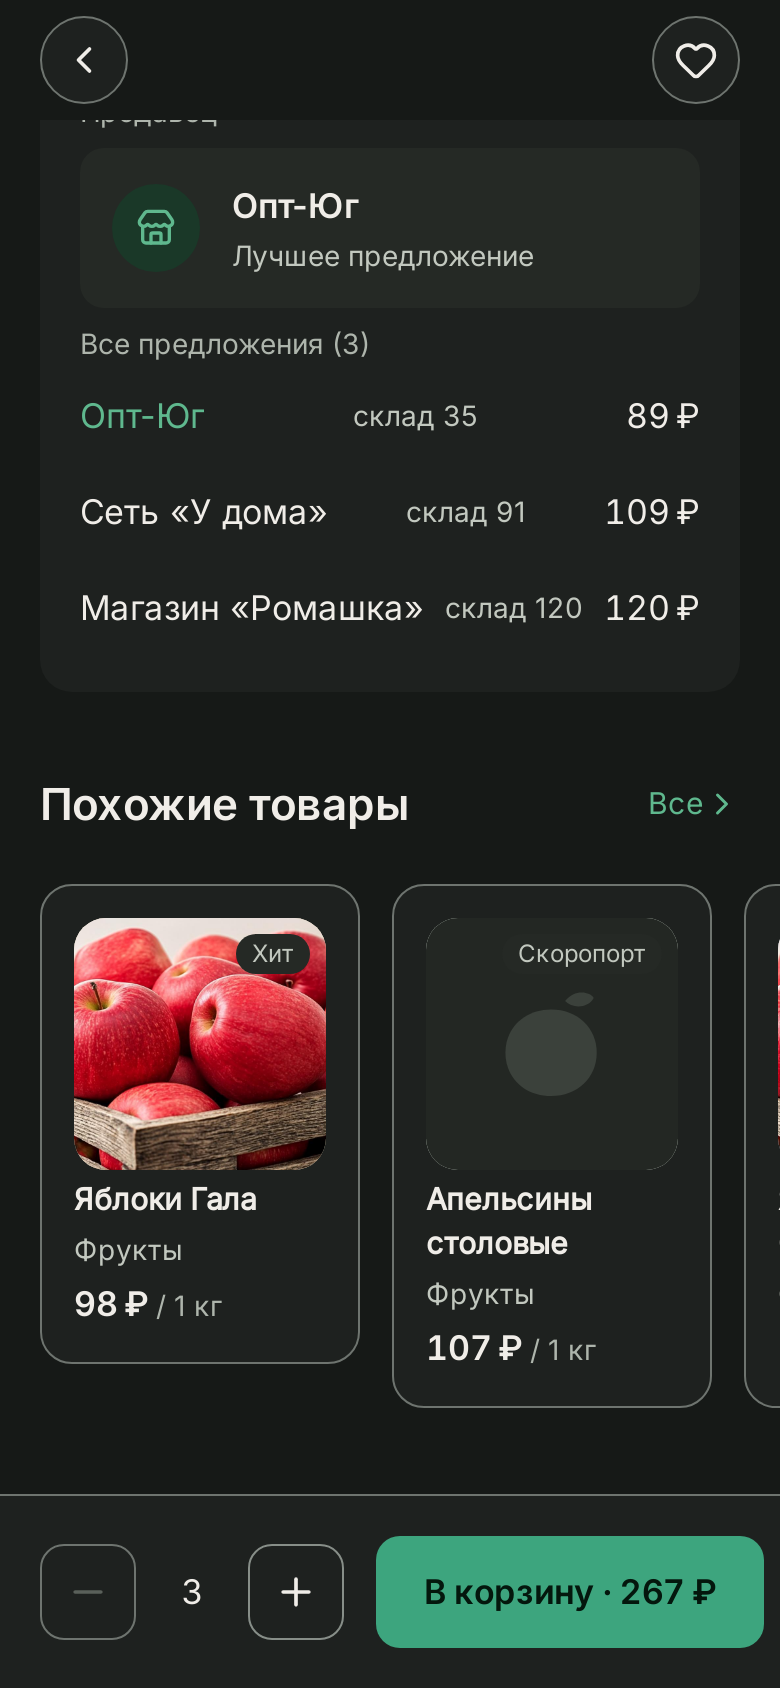 Продавец
Опт-Юг
Лучшее предложение
Все предложения (3)
Опт-Юг склад 35 89 ₽
Сеть «У дома» склад 91 109 ₽
Магазин «Ромашка» склад 120 120 ₽
Похожие товары Все
Хит Скоропорт
Яблоки Гала
Фрукты
98 ₽ / 1 кг
Апельсины
столовые
Фрукты
107 ₽ / 1 кг
3 В корзину · 267 ₽